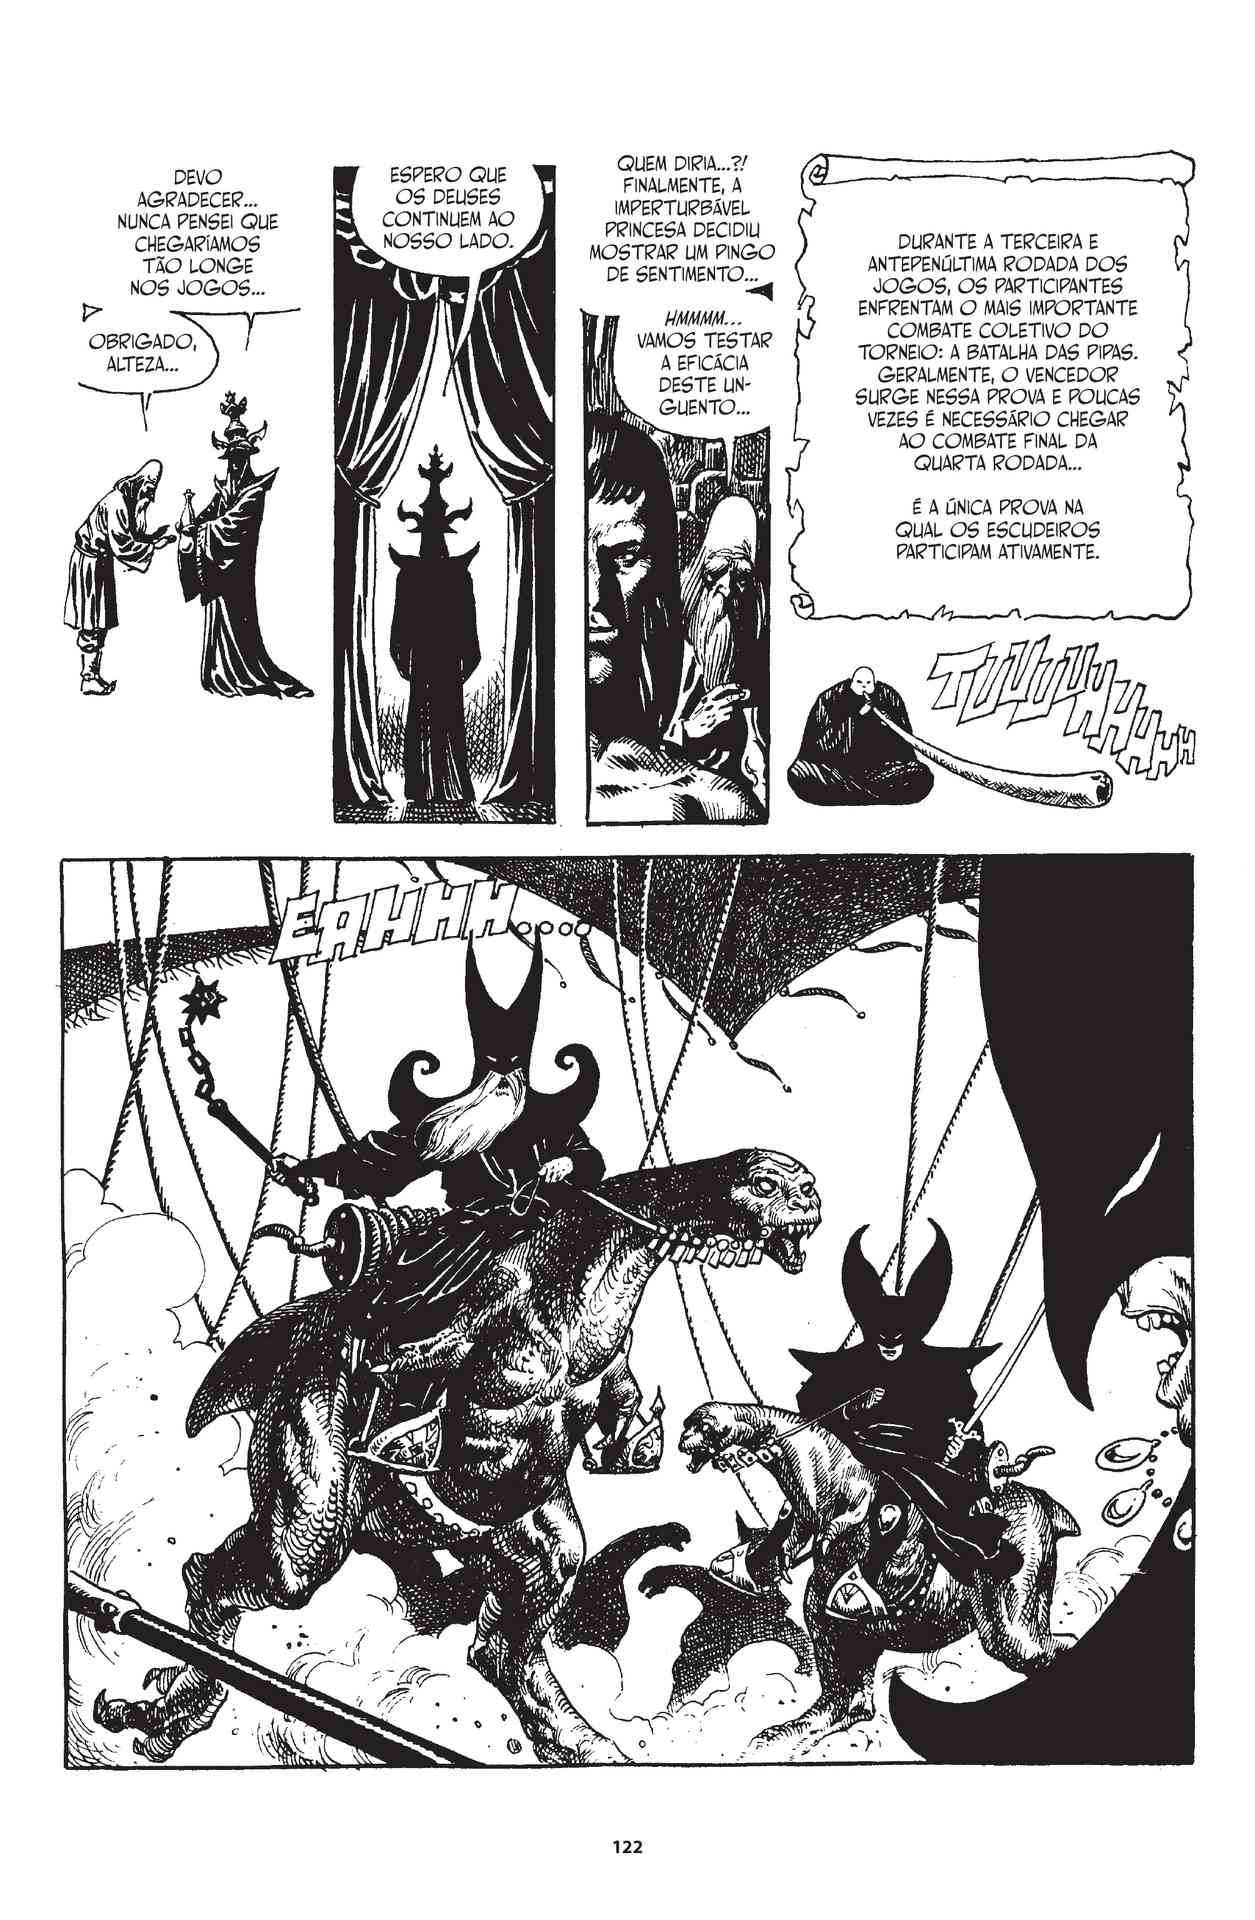 DEVO
AGRADECER...
NUNCA PENSEI QUE
CHEGARÍAMOS
TÃO LONGE
NOS JOGOS...
OBRIGADO,
ALTEZA...
ESPERO QUE
OS DEUSES
CONTINUEM AO
NOSSO LADO.
QUEM DIRIA...?!
FINALMENTE, A
IMPERTURBÁVEL
PRINCESA DECIDIU
MOSTRAR UM PINGO
DE SENTIMENTO...
HMMMM...
VAMOS TESTAR
A EFICÁCIA
DESTE UN-
GUENTO...
DURANTE A TERCEIRA E
ANTEPENÚLTIMA RODADA DOS
JOGOS, OS PARTICIPANTES
ENFRENTAM O MAIS IMPORTANTE
COMBATE COLETIVO DO
TORNEIO: A BATALHA DAS PIPAS.
GERALMENTE, O VENCEDOR
SURGE NESSA PROVA E POUCAS
VEZES É NECESSÁRIO CHEGAR
AO COMBATE FINAL DA
QUARTA RODADA...
É A ÚNICA PROVA NA
QUAL OS ESCUDEIROS
PARTICIPAM ATIVAMENTE.
EAHHHH....
122